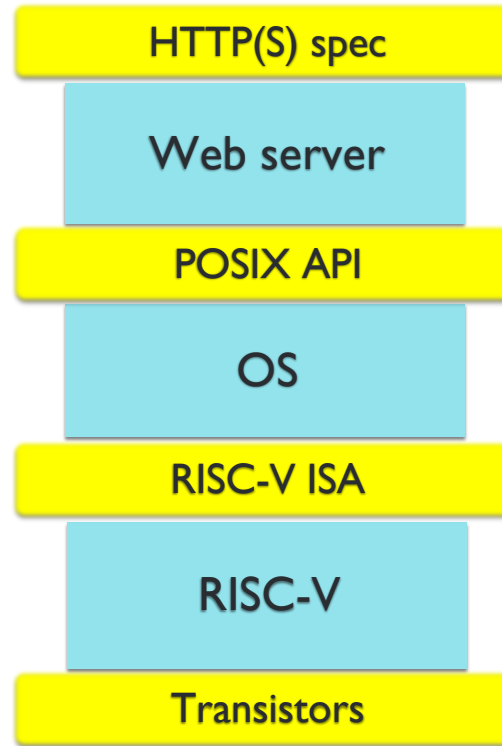 HTTP(S) spec
Web server
POSIX API
OS
RISC-V ISA
RISC-V
Transistors